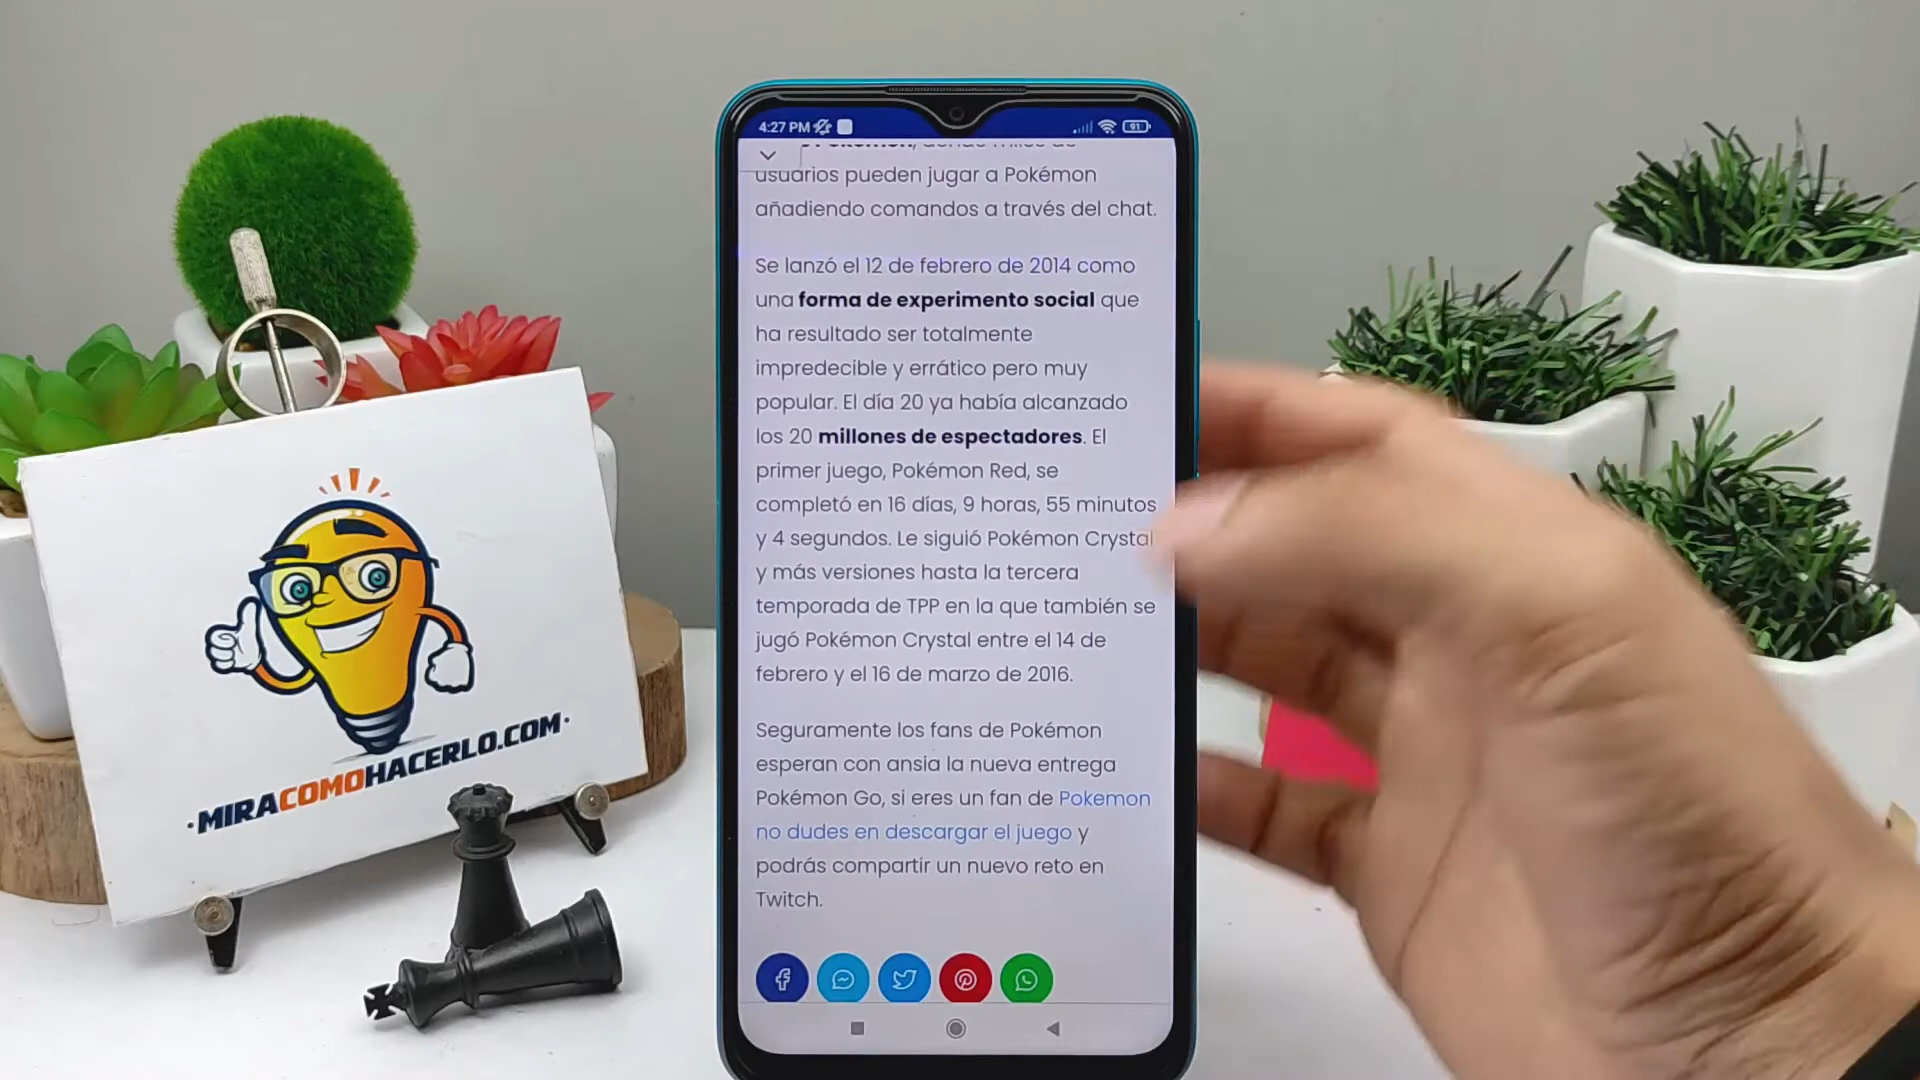 4:27 PM
91
usuarios pueden jugar a Pokémon
añadiendo comandos a través del chat.
Se lanzó el 12 de febrero de 2014 como
una forma de experimento social que
ha resultado ser totalmente
impredecible y errático pero muy
popular. El día 20 ya había alcanzado
los 20 millones de espectadores. El
primer juego, Pokémon Red, se
completó en 16 días, 9 horas, 55 minutos
y 4 segundos. Le siguió Pokémon Crystal
y más versiones hasta la tercera
temporada de TPP en la que también se
jugó Pokémon Crystal entre el 14 de
febrero y el 16 de marzo de 2016.
Seguramente los fans de Pokémon
esperan con ansia la nueva entrega
Pokémon Go, si eres un fan de Pokemon
no dudes en descargar el juego y
podrás compartir un nuevo reto en
Twitch.
·MIRACOMOHACERLO.COM·